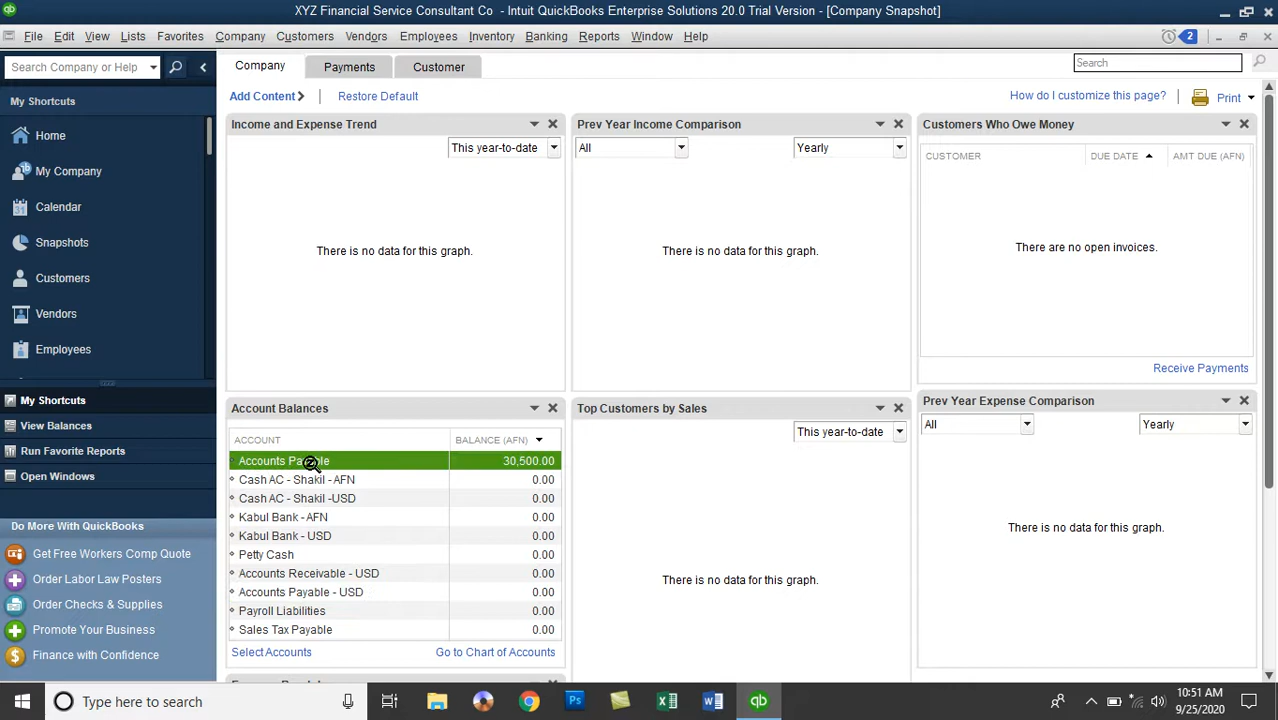 XYZ Financial Service Consultant Co - Intuit QuickBooks Enterprise Solutions 20.0 Trial Version - [Company Snapshot]
File Edit View Lists Favorites Company Customers Vendors Employees Inventory Banking Reports Window Help 2
Search Company or Help
My Shortcuts
Home
My Company
Calendar
Snapshots
Customers
Vendors
Employees
My Shortcuts
View Balances
Run Favorite Reports
Open Windows
Do More With QuickBooks
Get Free Workers Comp Quote
Order Labor Law Posters
Order Checks & Supplies
Promote Your Business
Finance with Confidence
Company Payments Customer Search
Add Content Restore Default How do I customize this page? Print
Income and Expense Trend
This year-to-date
There is no data for this graph.
Prev Year Income Comparison
All Yearly
There is no data for this graph.
Customers Who Owe Money
CUSTOMER DUE DATE AMT DUE (AFN)
There are no open invoices.
Receive Payments
Account Balances
ACCOUNT BALANCE (AFN)
Accounts Payable 30,500.00
Cash AC - Shakil - AFN 0.00
Cash AC - Shakil -USD 0.00
Kabul Bank - AFN 0.00
Kabul Bank - USD 0.00
Petty Cash 0.00
Accounts Receivable - USD 0.00
Accounts Payable - USD 0.00
Payroll Liabilities 0.00
Sales Tax Payable 0.00
Select Accounts Go to Chart of Accounts
Top Customers by Sales
This year-to-date
There is no data for this graph.
Prev Year Expense Comparison
All Yearly
There is no data for this graph.
Type here to search
10:51 AM
9/25/2020